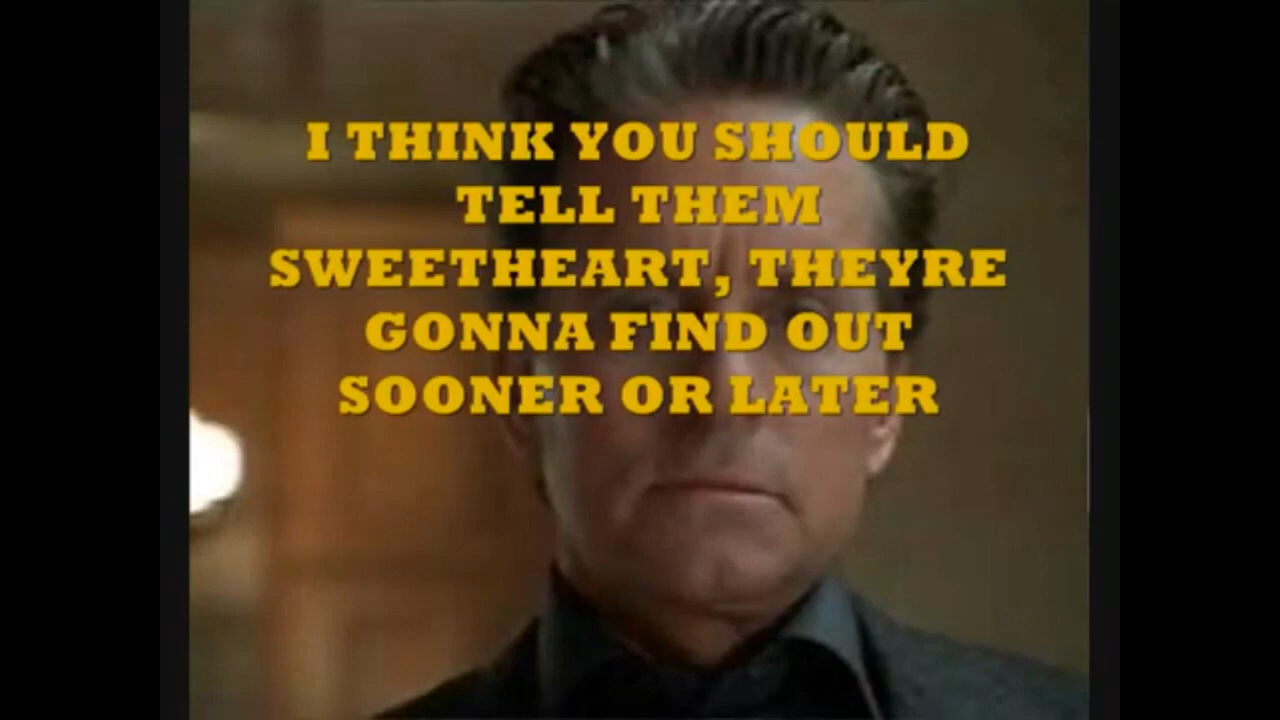 I THINK YOU SHOULD
TELL THEM
SWEETHEART, THEYRE
GONNA FIND OUT
SOONER OR LATER